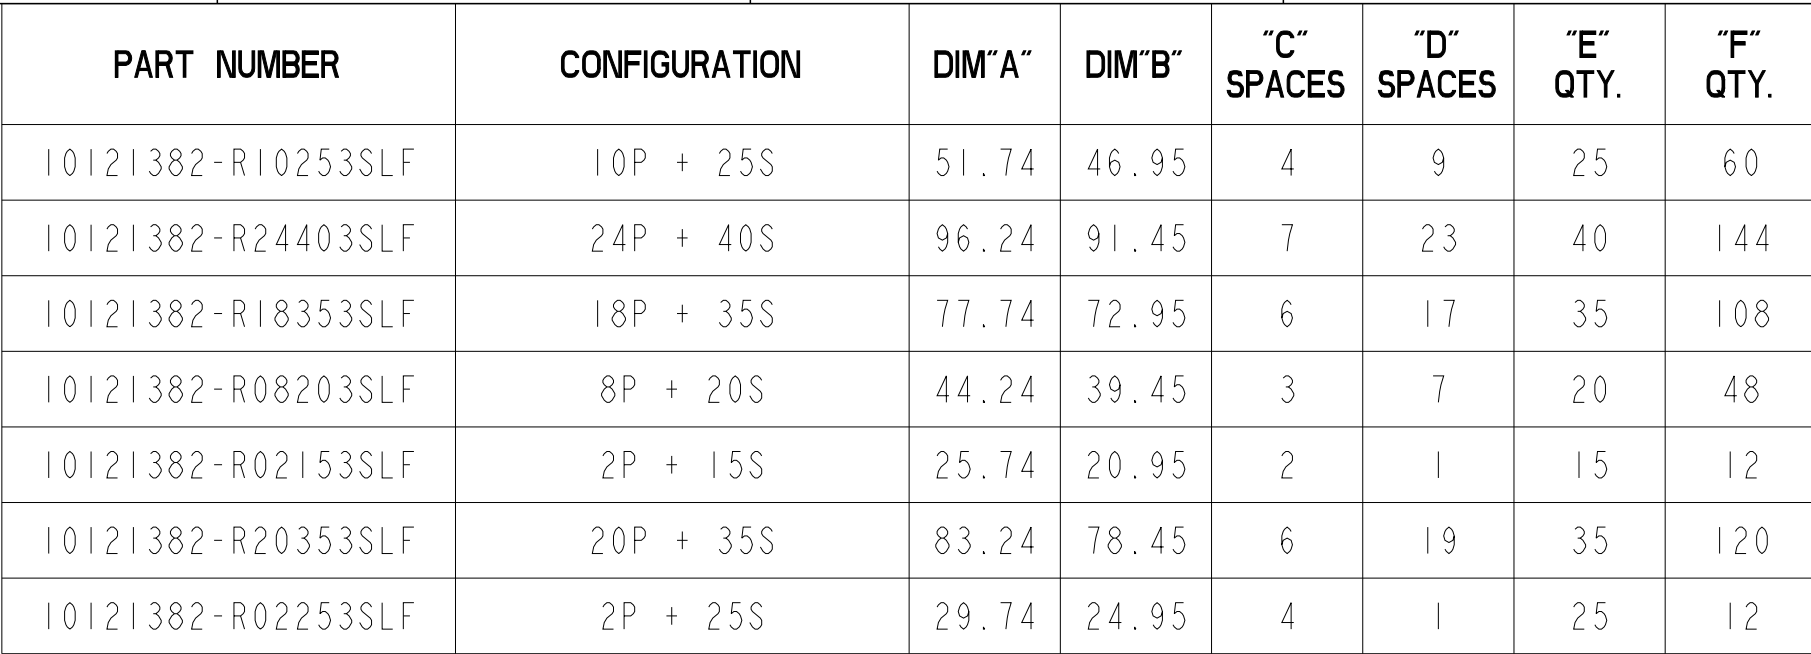 PART NUMBER CONFIGURATION DIM"A" DIM"B" "C" SPACES "D" SPACES "E" QTY. "F" QTY.
10121382-R10253SLF 10P + 25S 51.74 46.95 4 9 25 60
10121382-R24403SLF 24P + 40S 96.24 91.45 7 23 40 144
10121382-R18353SLF 18P + 35S 77.74 72.95 6 17 35 108
10121382-R08203SLF 8P + 20S 44.24 39.45 3 7 20 48
10121382-R02153SLF 2P + 15S 25.74 20.95 2 1 15 12
10121382-R20353SLF 20P + 35S 83.24 78.45 6 19 35 120
10121382-R02253SLF 2P + 25S 29.74 24.95 4 1 25 12